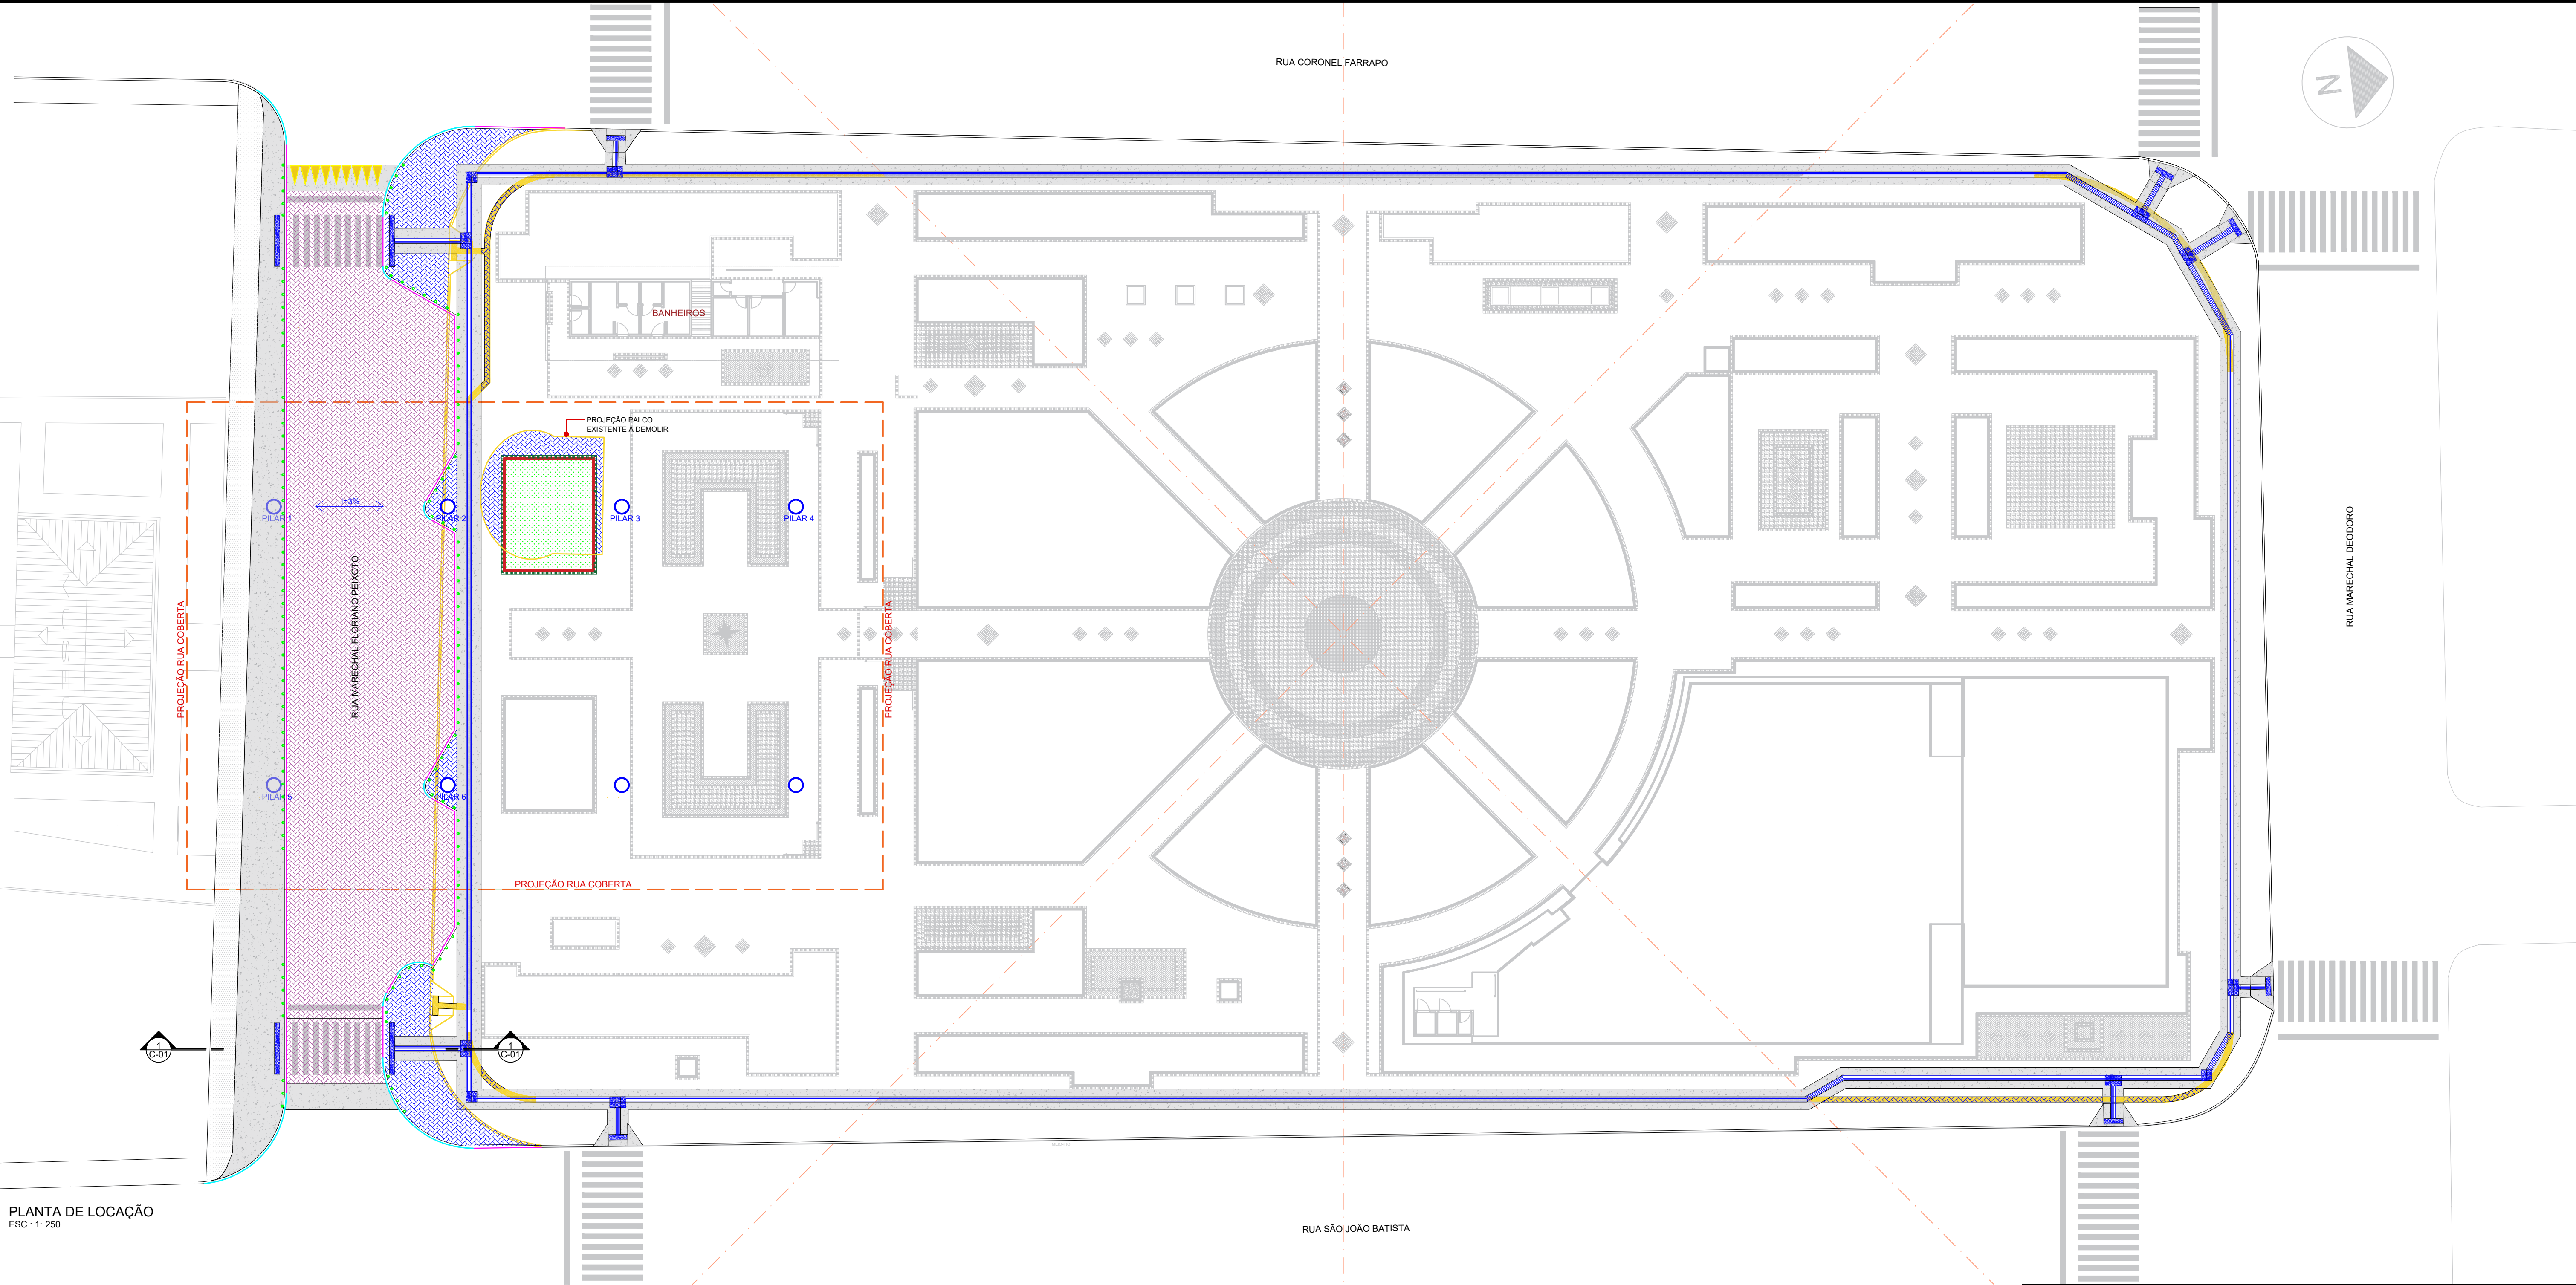 RUA CORONEL FARRAPO
N
BANHEIROS
PROJEÇÃO PALCO
EXISTENTE A DEMOLIR
I=3%
PILAR 1
PILAR 2
PILAR 3
PILAR 4
RUA MARECHAL FLORIANO PEIXOTO
PROJEÇÃO RUA COBERTA
PROJEÇÃO RUA COBERTA
RUA MARECHAL DEODORO
MUSEU
PILAR 5
PILAR 6
PROJEÇÃO RUA COBERTA
1
C-01
1
C-01
PLANTA DE LOCAÇÃO
ESC.: 1: 250
RUA SÃO JOÃO BATISTA